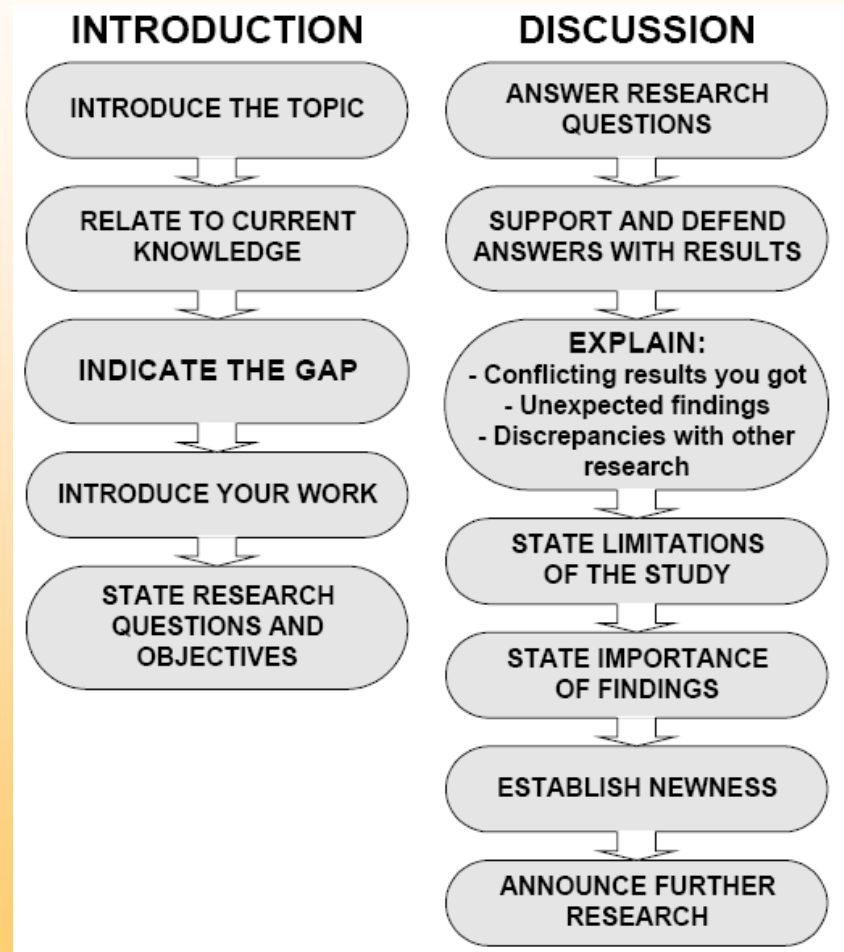 INTRODUCTION
INTRODUCE THE TOPIC
RELATE TO CURRENT
KNOWLEDGE
INDICATE THE GAP
INTRODUCE YOUR WORK
STATE RESEARCH
QUESTIONS AND
OBJECTIVES
DISCUSSION
ANSWER RESEARCH
QUESTIONS
SUPPORT AND DEFEND
ANSWERS WITH RESULTS
EXPLAIN:
- Conflicting results you got
- Unexpected findings
- Discrepancies with other
research
STATE LIMITATIONS
OF THE STUDY
STATE IMPORTANCE
OF FINDINGS
ESTABLISH NEWNESS
ANNOUNCE FURTHER
RESEARCH